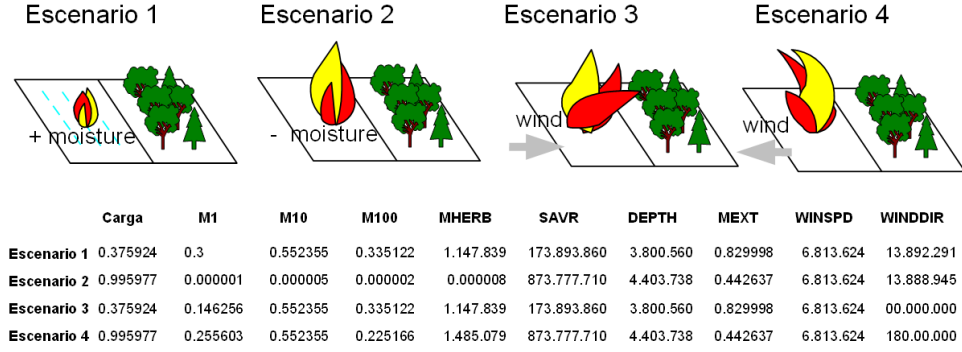 Escenario 1 Escenario 2 Escenario 3 Escenario 4
+ moisture - moisture wind wind
Carga M1 M10 M100 MHERB SAVR DEPTH MEXT WINSPD WINDDIR
Escenario 1 0.375924 0.3 0.552355 0.335122 1.147.839 173.893.860 3.800.560 0.829998 6.813.624 13.892.291
Escenario 2 0.995977 0.000001 0.000005 0.000002 0.000008 873.777.710 4.403.738 0.442637 6.813.624 13.888.945
Escenario 3 0.375924 0.146256 0.552355 0.335122 1.147.839 173.893.860 3.800.560 0.829998 6.813.624 00.000.000
Escenario 4 0.995977 0.255603 0.552355 0.225166 1.485.079 873.777.710 4.403.738 0.442637 6.813.624 180.00.000